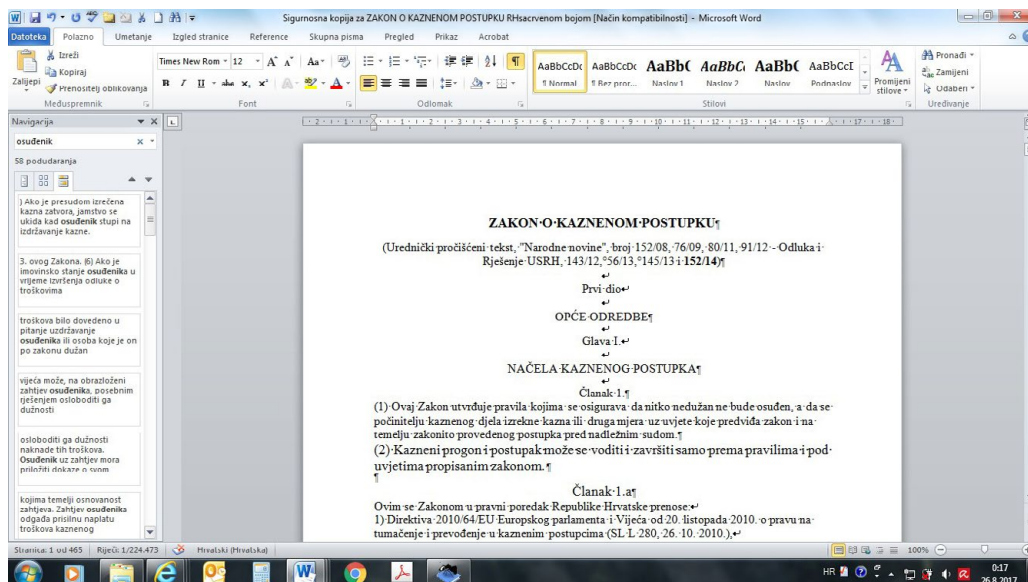 Sigurnosna kopija za ZAKON O KAZNENOM POSTUPKU RHsacrvenom bojom [Način kompatibilnosti] - Microsoft Word
Datoteka Polazno Umetanje Izgled stranice Reference Skupna pisma Pregled Prikaz Acrobat
Zalijepi
Izreži
Kopiraj
Prenositelj oblikovanja
Međuspremnik
Times New Rom 12
Font
Odlomak
AaBbCcDc AaBbCcDc AaBbC AaBbC AaBbC AaBbCcI
¶ Normal ¶ Bez pror... Naslov 1 Naslov 2 Naslov Podnaslov
Promijeni stilove
Stilovi
Pronađi
Zamijeni
Odaberi
Uređivanje
Navigacija
osuđenik
58 podudaranja
) Ako je presudom izrečena
kazna zatvora, jamstvo se
ukida kad osuđenik stupi na
izdržavanje kazne.
3. ovog Zakona. (6) Ako je
imovinsko stanje osuđenika u
vrijeme izvršenja odluke o
troškovima
troškova bilo dovedeno u
pitanje uzdržavanje
osuđenika ili osoba koje je on
po zakonu dužan
vijeća može, na obrazloženi
zahtjev osuđenika, posebnim
rješenjem osloboditi ga
dužnosti
osloboditi ga dužnosti
naknade tih troškova.
Osuđenik uz zahtjev mora
priložiti dokaze o svom
kojima temelji osnovanost
zahtjeva. Zahtjev osuđenika
odgađa prisilnu naplatu
troškova kaznenog
ZAKON O KAZNENOM POSTUPKU¶
(Urednički pročišćeni tekst, "Narodne novine", broj 152/08, 76/09, 80/11, 91/12 - Odluka i
Rješenje USRH, 143/12, 56/13, 145/13 i 152/14)¶
Prvi dio
OPĆE ODREDBE¶
Glava I.
NAČELA KAZNENOG POSTUPKA¶
Članak 1.¶
(1) Ovaj Zakon utvrđuje pravila kojima se osigurava da nitko nedužan ne bude osuđen, a da se
počinitelju kaznenog djela izrekne kazna ili druga mjera uz uvjete koje predviđa zakon i na
temelju zakonito provedenog postupka pred nadležnim sudom.¶
(2) Kazneni progon i postupak može se voditi i završiti samo prema pravilima i pod
uvjetima propisanim zakonom.¶
¶
Članak 1.a¶
Ovim se Zakonom u pravni poredak Republike Hrvatske prenose:
1) Direktiva 2010/64/EU Europskog parlamenta i Vijeća od 20. listopada 2010. o pravu na
tumačenje i prevođenje u kaznenim postupcima (SL L 280, 26. 10. 2010.),
Stranica: 1 od 465 Riječi: 1/224.473 Hrvatski (Hrvatska) 100%
HR 0:17
26.8.2017